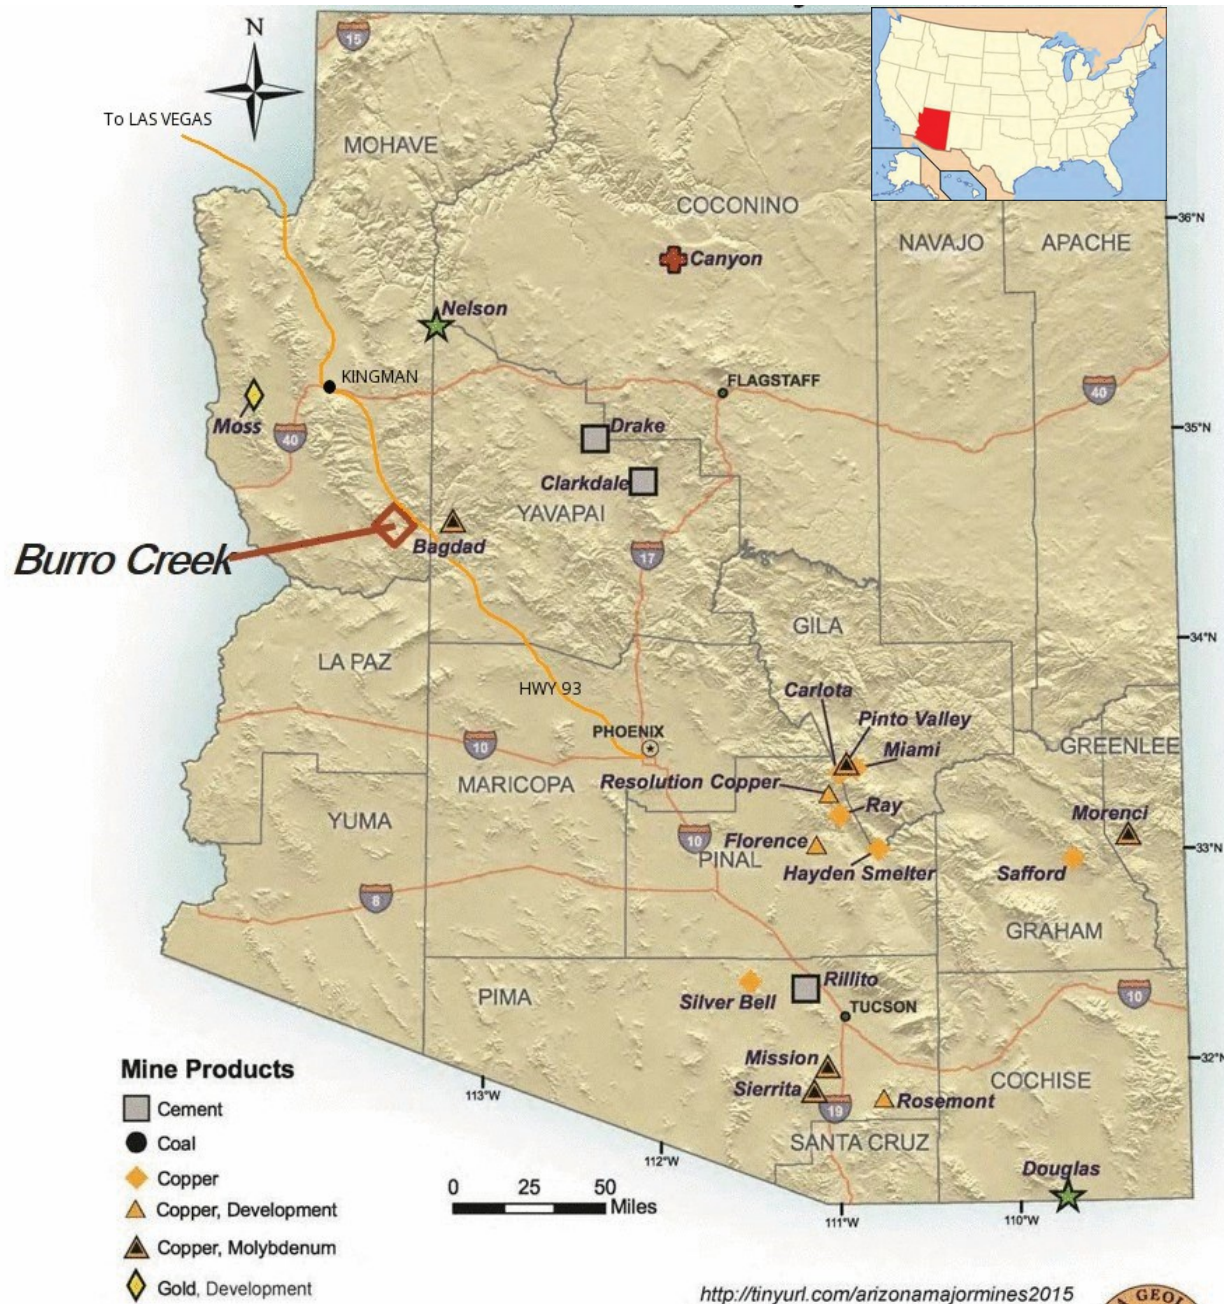 N
15
To LAS VEGAS
MOHAVE
COCONINO
36°N
NAVAJO
APACHE
Canyon
Nelson
KINGMAN
FLAGSTAFF
40
Moss
40
Drake
35°N
Clarkdale
YAVAPAI
Burro Creek
Bagdad
17
GILA
34°N
LA PAZ
HWY 93
Carlota
Pinto Valley
PHOENIX
Miami
GREENLEE
10
MARICOPA
Resolution Copper
Ray
Morenci
YUMA
10
Florence
PINAL
33°N
Hayden Smelter
Safford
8
GRAHAM
PIMA
Silver Bell
Rillito
TUCSON
10
Mission
32°N
Sierrita
19
Rosemont
COCHISE
113°W
SANTA CRUZ
112°W
Douglas
111°W
110°W
Mine Products
Cement
Coal
Copper
Copper, Development
Copper, Molybdenum
Gold, Development
0 25 50
Miles
http://tinyurl.com/arizonamajormines2015